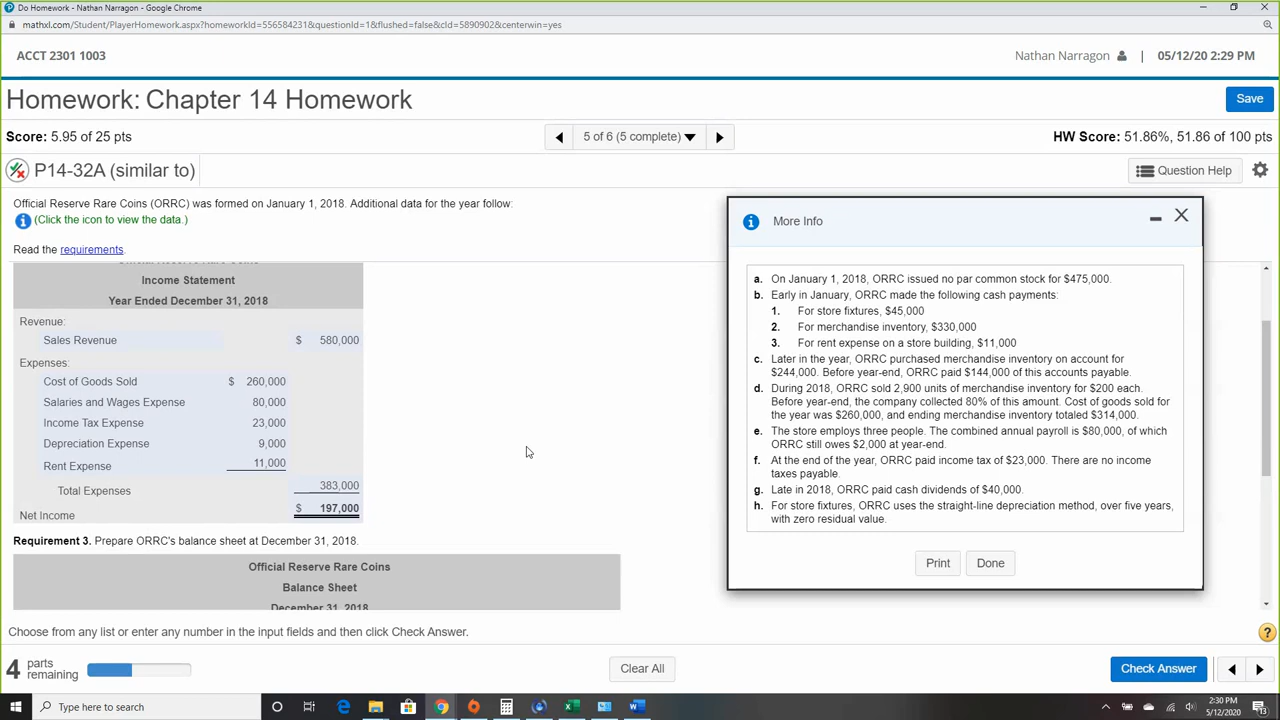 Do Homework - Nathan Narragon - Google Chrome
mathxl.com/Student/PlayerHomework.aspx?homeworkId=556584231&questionId=1&flushed=false&cId=5890902&centerwin=yes
ACCT 2301 1003
Nathan Narragon | 05/12/20 2:29 PM
Homework: Chapter 14 Homework
Save
Score: 5.95 of 25 pts
5 of 6 (5 complete)
HW Score: 51.86%, 51.86 of 100 pts
P14-32A (similar to)
Question Help
Official Reserve Rare Coins (ORRC) was formed on January 1, 2018. Additional data for the year follow:
(Click the icon to view the data.)
Read the requirements.
Official Reserve Rare Coins
Income Statement
Year Ended December 31, 2018
Revenue:
Sales Revenue $ 580,000
Expenses:
Cost of Goods Sold $ 260,000
Salaries and Wages Expense 80,000
Income Tax Expense 23,000
Depreciation Expense 9,000
Rent Expense 11,000
Total Expenses 383,000
Net Income $ 197,000
Requirement 3. Prepare ORRC's balance sheet at December 31, 2018.
Official Reserve Rare Coins
Balance Sheet
December 31, 2018
More Info
a. On January 1, 2018, ORRC issued no par common stock for $475,000.
b. Early in January, ORRC made the following cash payments:
1. For store fixtures, $45,000
2. For merchandise inventory, $330,000
3. For rent expense on a store building, $11,000
c. Later in the year, ORRC purchased merchandise inventory on account for
$244,000. Before year-end, ORRC paid $144,000 of this accounts payable.
d. During 2018, ORRC sold 2,900 units of merchandise inventory for $200 each.
Before year-end, the company collected 80% of this amount. Cost of goods sold for
the year was $260,000, and ending merchandise inventory totaled $314,000.
e. The store employs three people. The combined annual payroll is $80,000, of which
ORRC still owes $2,000 at year-end.
f. At the end of the year, ORRC paid income tax of $23,000. There are no income
taxes payable.
g. Late in 2018, ORRC paid cash dividends of $40,000.
h. For store fixtures, ORRC uses the straight-line depreciation method, over five years,
with zero residual value.
Print
Done
Choose from any list or enter any number in the input fields and then click Check Answer.
?
4 parts
remaining
Clear All
Check Answer
Type here to search
2:30 PM
5/12/2020